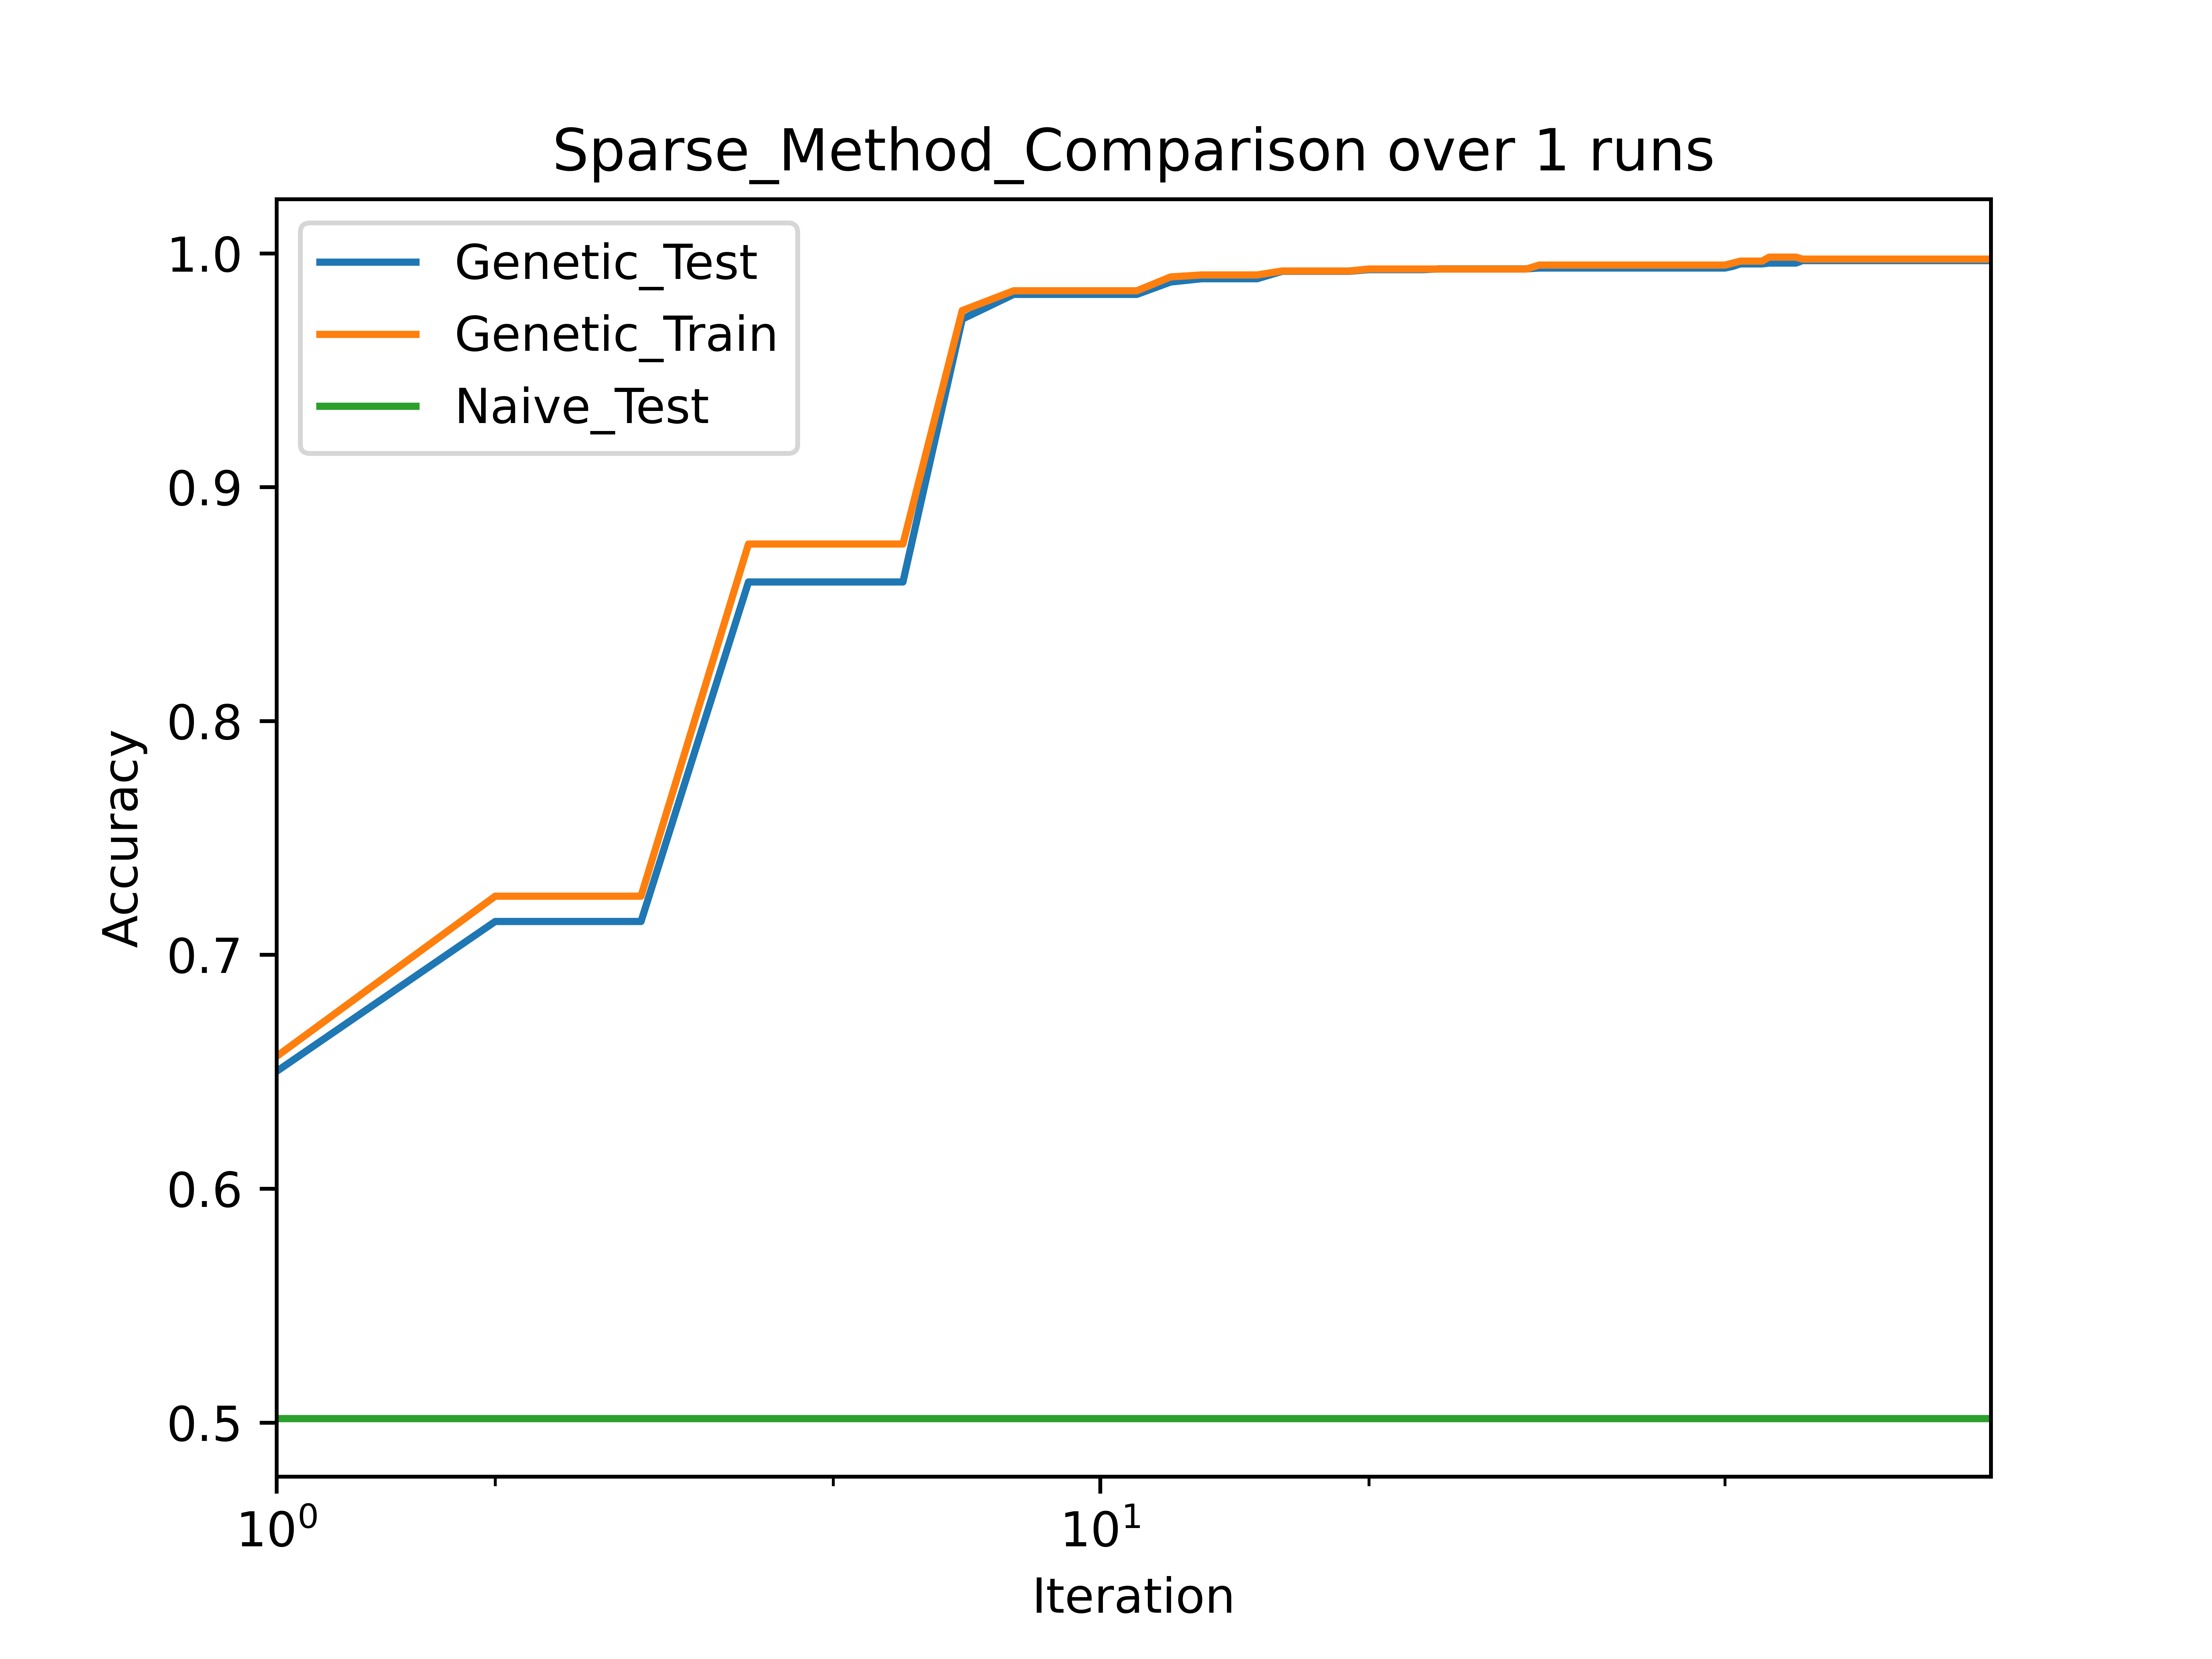 Sparse_Method_Comparison over 1 runs
Genetic_Test
Genetic_Train
Naive_Test
1.0
0.9
0.8
0.7
0.6
0.5
Accuracy
10⁰
10¹
Iteration